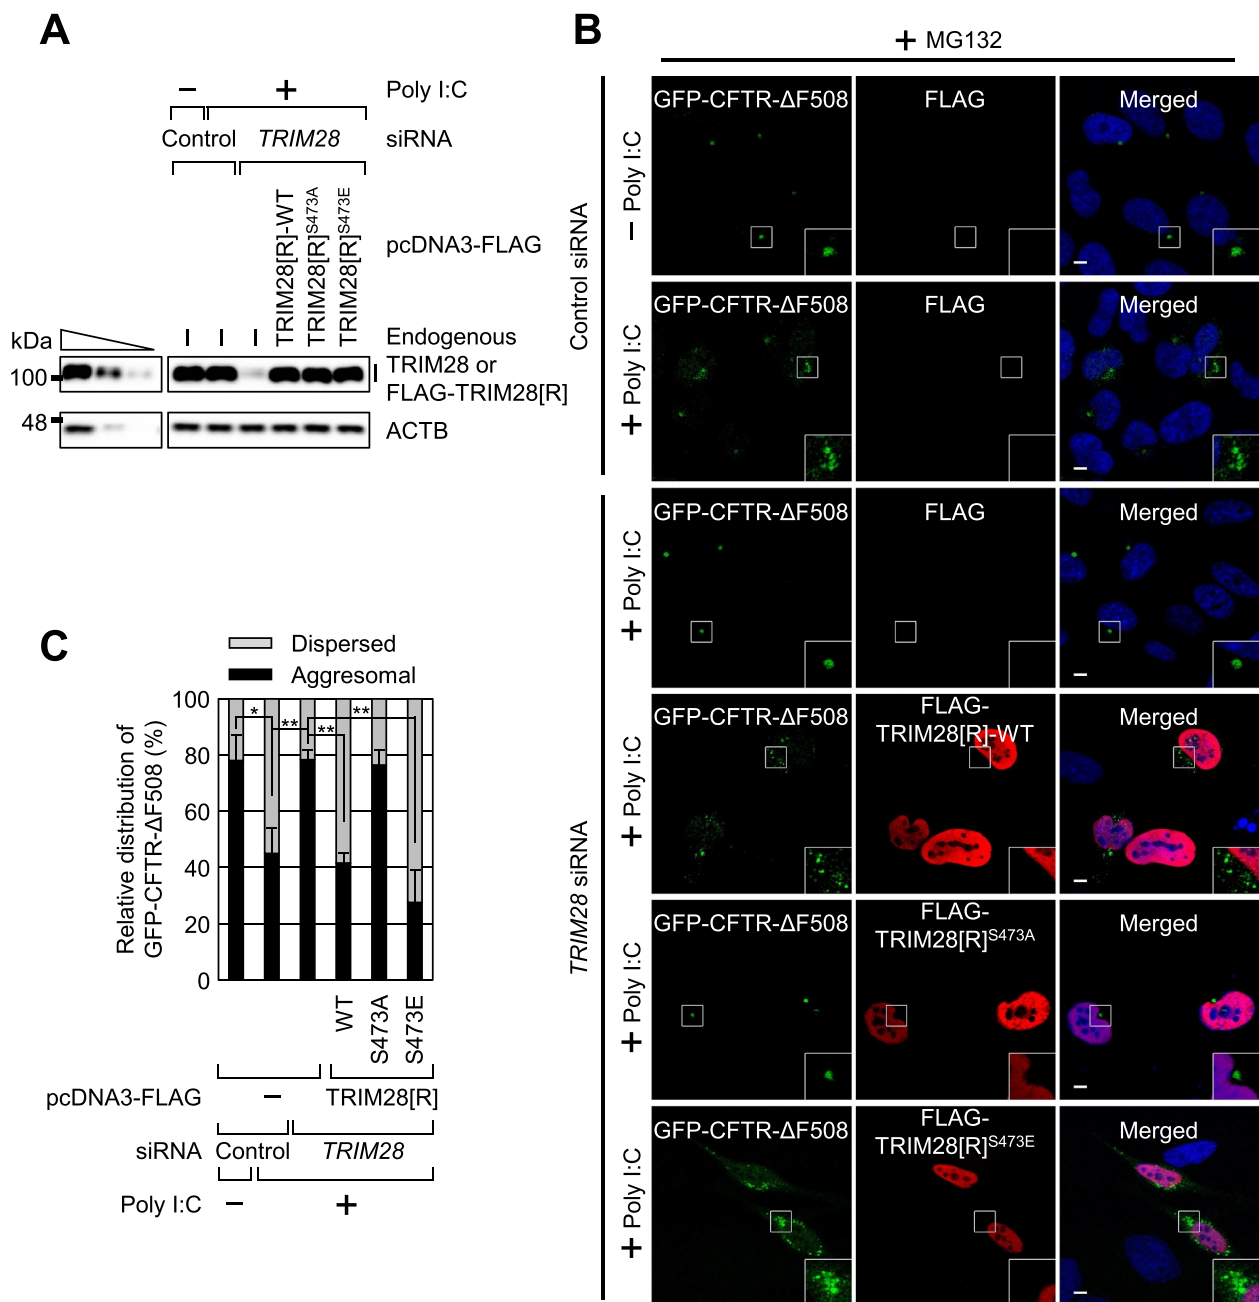 A
− + Poly I:C
Control TRIM28 siRNA
TRIM28[R]-WT
TRIM28[R]S473A
TRIM28[R]S473E
pcDNA3-FLAG
kDa
100
48
− − −
Endogenous
TRIM28 or
FLAG-TRIM28[R]
ACTB
B
+ MG132
Control siRNA
− Poly I:C
GFP-CFTR-ΔF508 FLAG Merged
+ Poly I:C
GFP-CFTR-ΔF508 FLAG Merged
TRIM28 siRNA
+ Poly I:C
GFP-CFTR-ΔF508 FLAG Merged
+ Poly I:C
GFP-CFTR-ΔF508 FLAG- Merged
TRIM28[R]-WT
+ Poly I:C
GFP-CFTR-ΔF508 FLAG- Merged
TRIM28[R]S473A
+ Poly I:C
GFP-CFTR-ΔF508 FLAG- Merged
TRIM28[R]S473E
C
Dispersed
Aggresomal
Relative distribution of
GFP-CFTR-ΔF508 (%)
100
80
60
40
20
0
* ** ** **
WT
S473A
S473E
pcDNA3-FLAG − TRIM28[R]
siRNA Control TRIM28
Poly I:C − +